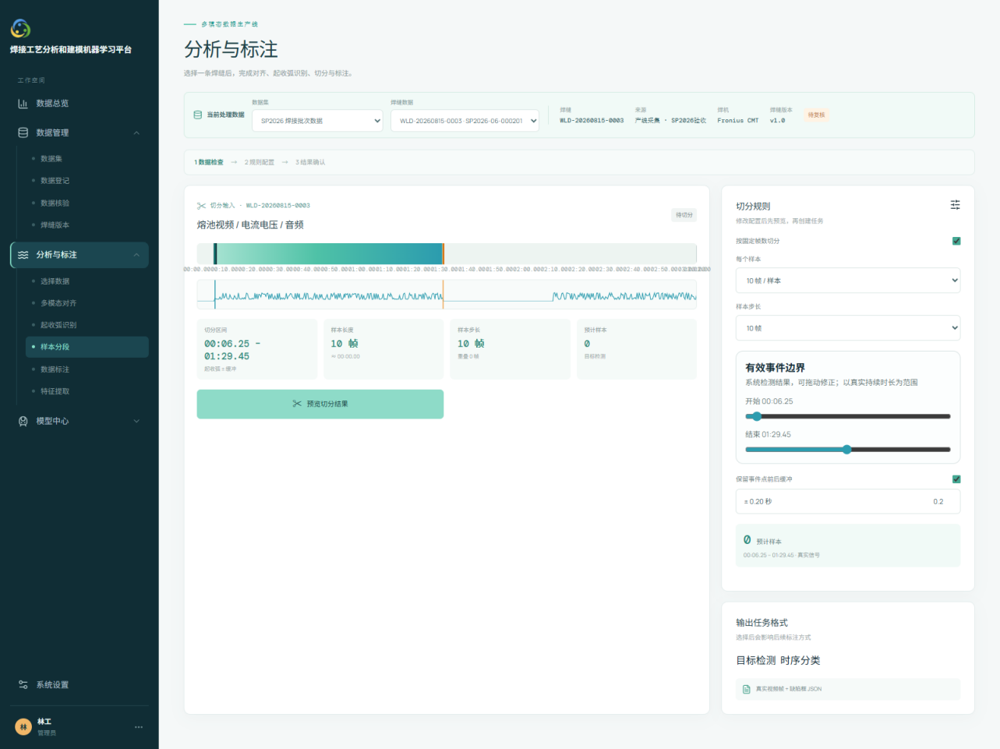 焊接工艺分析和建模机器学习平台
工作空间
数据总览
数据管理
数据集
数据登记
数据核验
焊缝版本
分析与标注
选择数据
多模态对齐
起收弧识别
样本分段
数据标注
特征提取
模型中心
系统设置
林
林工
管理员
多模态数据生产线
分析与标注
选择一条焊缝后，完成对齐、起收弧识别、切分与标注。
当前处理数据
数据集
SP2026 焊接批次数据
焊缝数据
WLD-20260815-0003 · SP2026-06-000201
焊缝
WLD-20260815-0003
来源
产线采集 · SP2026验收
焊机
Fronius CMT
焊缝版本
v1.0
待复核
1 数据检查 → 2 规则配置 → 3 结果确认
切分输入 · WLD-20260815-0003
熔池视频 / 电流电压 / 音频
待切分
00:00.00 00:10.00 00:20.00 00:30.00 00:40.00 00:50.00 01:00.00 01:10.00 01:20.00 01:30.00 01:40.00 01:50.00 02:00.00 02:10.00 02:20.00 02:30.00 02:40.00 02:50.00
切分区间
00:06.25 –
01:29.45
起收弧 ± 缓冲
样本长度
10 帧
≈ 00:00.00
样本步长
10 帧
重叠 0 帧
预计样本
0
目标检测
预览切分结果
切分规则
修改配置后先预览，再创建任务
按固定帧数切分
每个样本
10 帧 / 样本
样本步长
10 帧
有效事件边界
系统检测结果，可拖动修正；以真实持续时长为范围
开始 00:06.25
结束 01:29.45
保留事件点前后缓冲
± 0.20 秒 0.2
0 预计样本
00:06.25 – 01:29.45 · 真实信号
输出任务格式
选择后会影响后续标注方式
目标检测 时序分类
真实视频帧 + 缺陷框 JSON